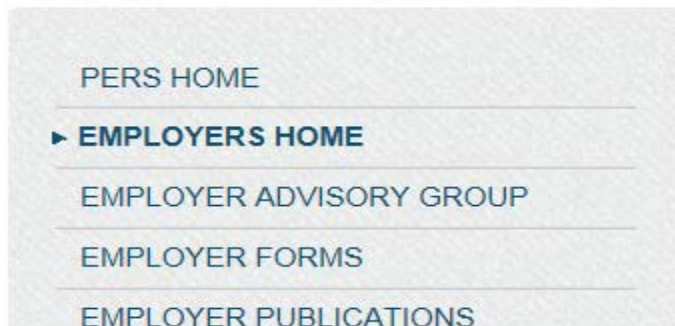 PERS HOME
EMPLOYERS HOME
EMPLOYER ADVISORY GROUP
EMPLOYER FORMS
EMPLOYER PUBLICATIONS